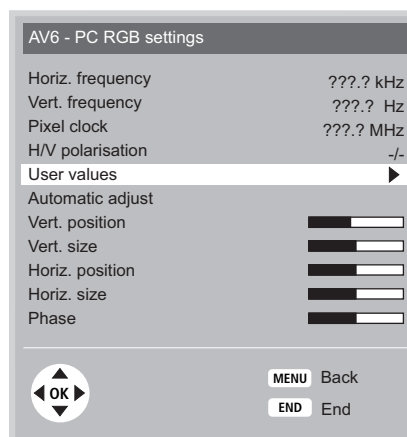 AV6 - PC RGB settings
Horiz. frequency ???.? kHz
Vert. frequency ???.? Hz
Pixel clock ???.? MHz
H/V polarisation -/-
User values
Automatic adjust
Vert. position
Vert. size
Horiz. position
Horiz. size
Phase
OK
MENU Back
END End